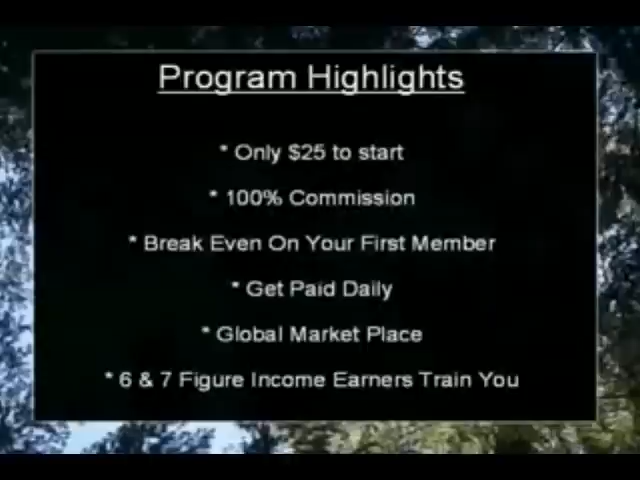 Program Highlights
* Only $25 to start
* 100% Commission
* Break Even On Your First Member
* Get Paid Daily
* Global Market Place
* 6 & 7 Figure Income Earners Train You